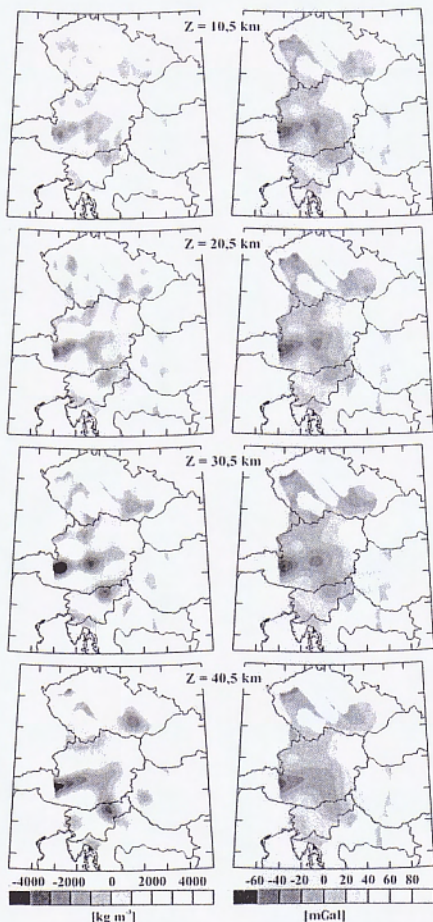 Z = 10,5 km
Z = 20,5 km
Z = 30,5 km
Z = 40,5 km
-4000 -2000 0 2000 4000
[kg m⁻³]
-60 -40 -20 0 20 40 60 80
[mGal]